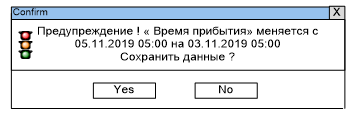 Confirm X
Предупреждение ! « Время прибытия» меняется с
05.11.2019 05:00 на 03.11.2019 05:00
Сохранить данные ?
Yes No